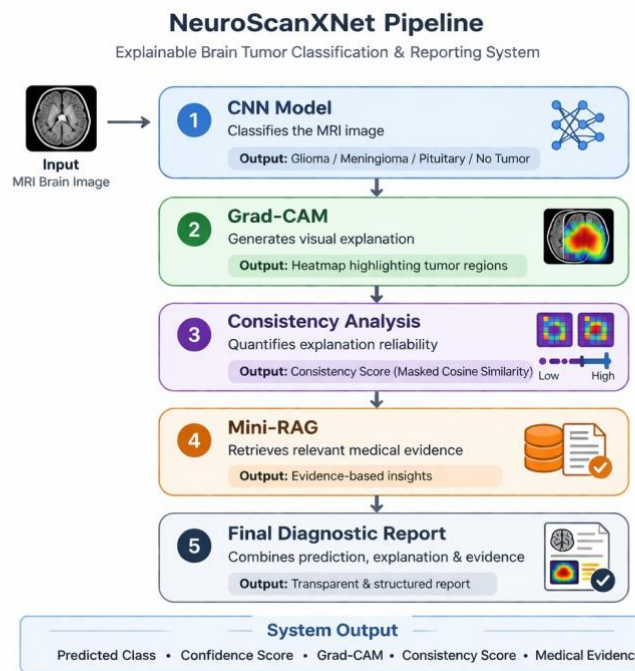 NeuroScanXNet Pipeline
Explainable Brain Tumor Classification & Reporting System
Input
MRI Brain Image
1
CNN Model
Classifies the MRI image
Output: Glioma / Meningioma / Pituitary / No Tumor
2
Grad-CAM
Generates visual explanation
Output: Heatmap highlighting tumor regions
3
Consistency Analysis
Quantifies explanation reliability
Output: Consistency Score (Masked Cosine Similarity)
Low High
4
Mini-RAG
Retrieves relevant medical evidence
Output: Evidence-based insights
5
Final Diagnostic Report
Combines prediction, explanation & evidence
Output: Transparent & structured report
System Output
Predicted Class • Confidence Score • Grad-CAM • Consistency Score • Medical Evidenc